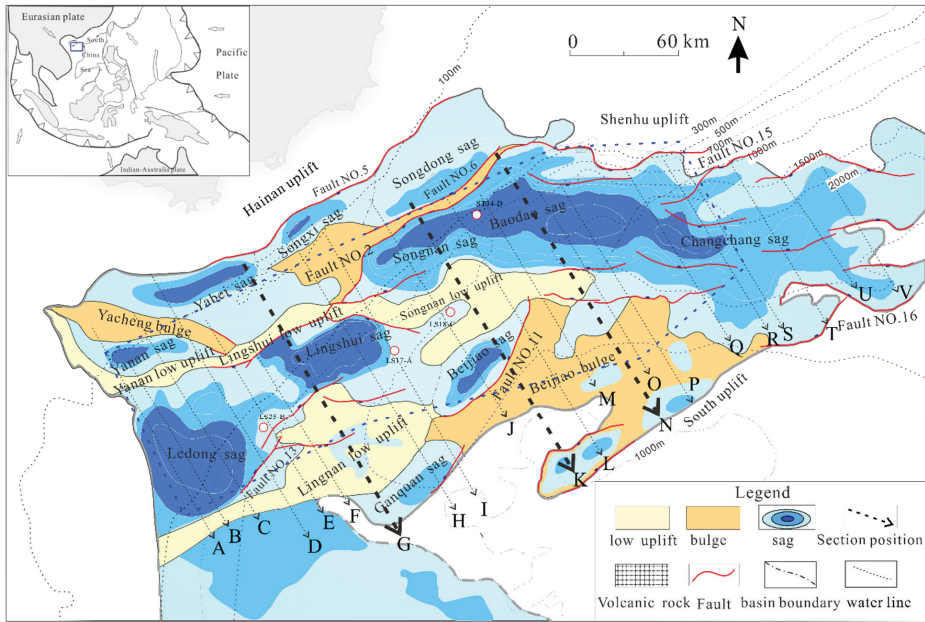 Eurasian plate
South
China
Sea
Pacific
Plate
Indian-Australia plate
0 60 km
N
100m
Shenhu uplift
300m
500m
700m
1000m
Fault NO.15
1500m
2000m
Hainan uplift
Fault NO.5
Songdong sag
Fault NO.6
Songxi sag
ST34-D
Baodao sag
Changchang sag
Fault NO.2
Songnan sag
Yabei sag
Yacheng bulge
Lingshui low uplift
Songnan low uplift
LS18-C
Yanan sag
Yanan low uplift
Lingshui sag
LS17-A
Beijiao sag
Fault NO.11
Beijiao bulge
U
V
Fault NO.16
Q
R
S
T
O
P
M
N
South uplift
J
LS25-B
Ledong sag
Fault NO.13
Lingnan low uplift
Ganquan sag
K
L
1000m
A
B
C
D
E
F
G
H
I
Legend
low uplift
bulge
sag
Section position
Volcanic rock
Fault
basin boundary
water line